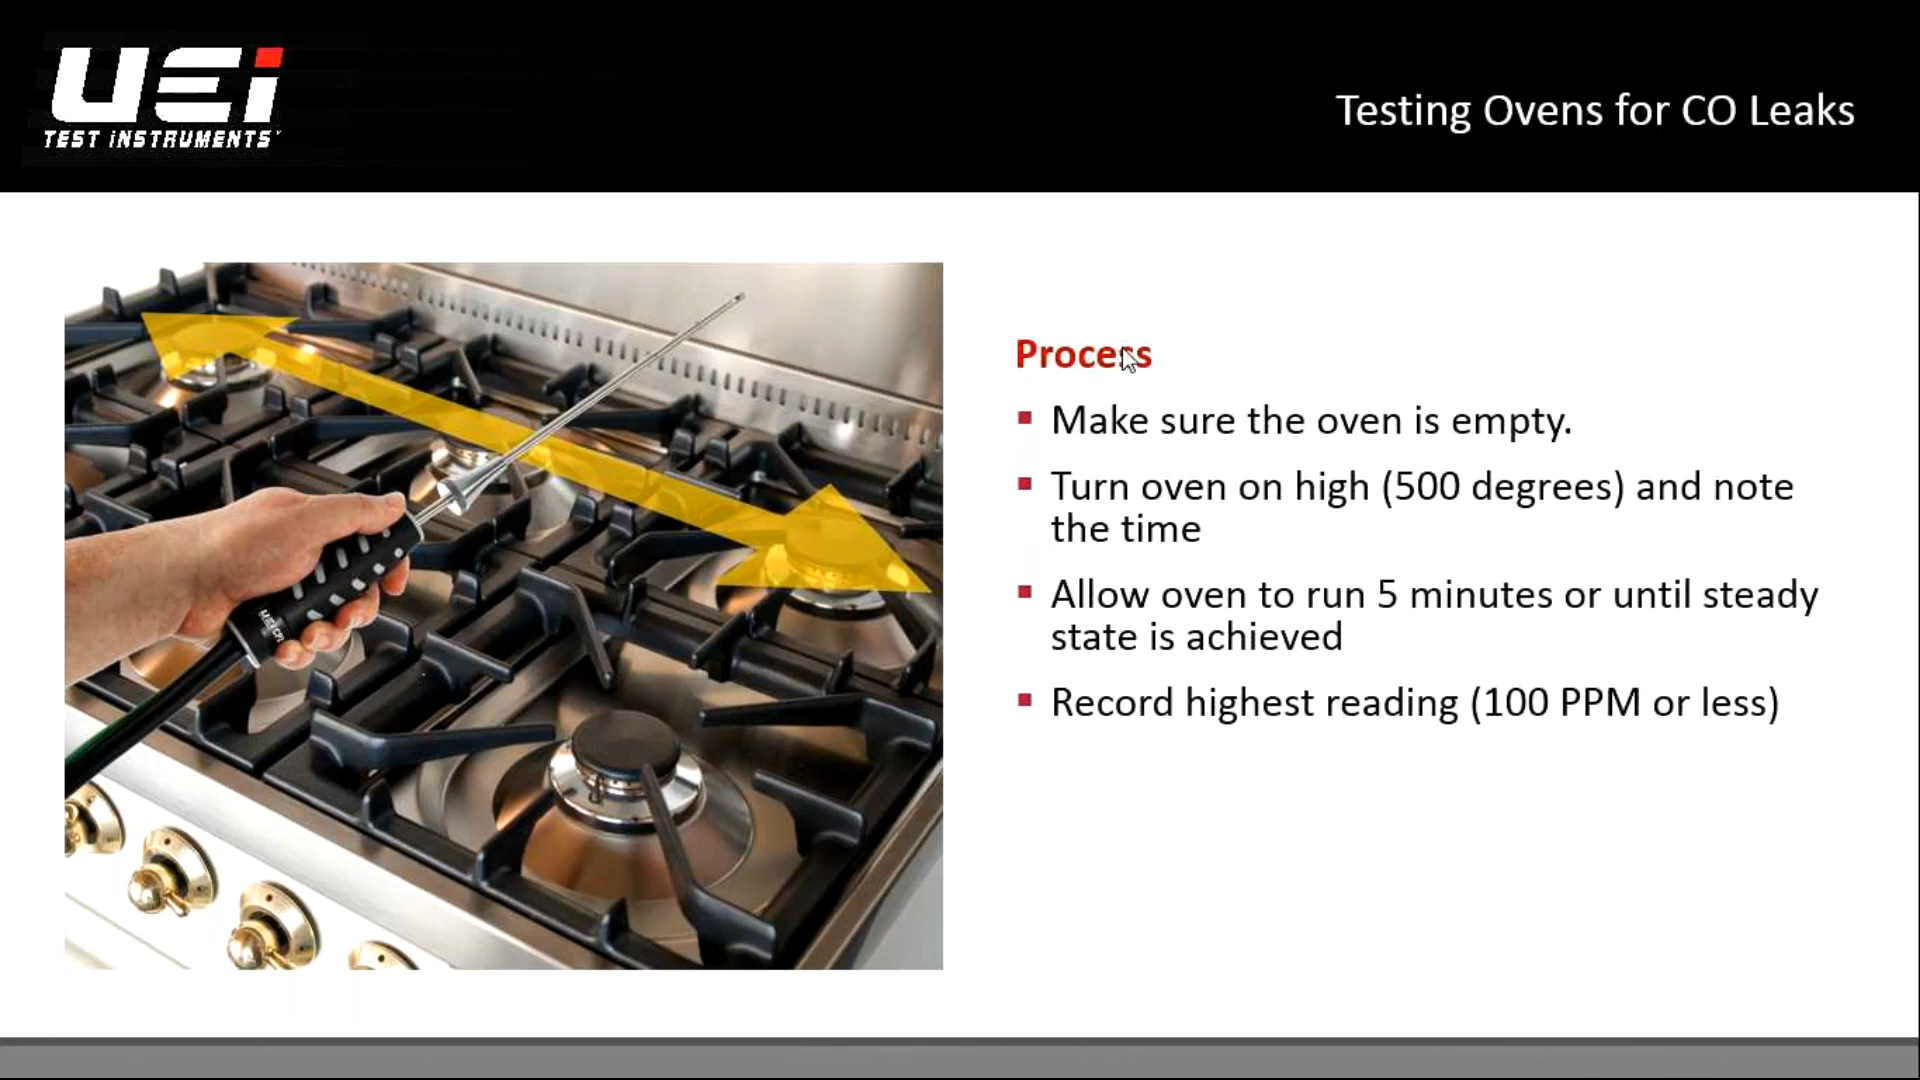 UEi
TEST INSTRUMENTS
Testing Ovens for CO Leaks
Process
Make sure the oven is empty.
Turn oven on high (500 degrees) and note
the time
Allow oven to run 5 minutes or until steady
state is achieved
Record highest reading (100 PPM or less)